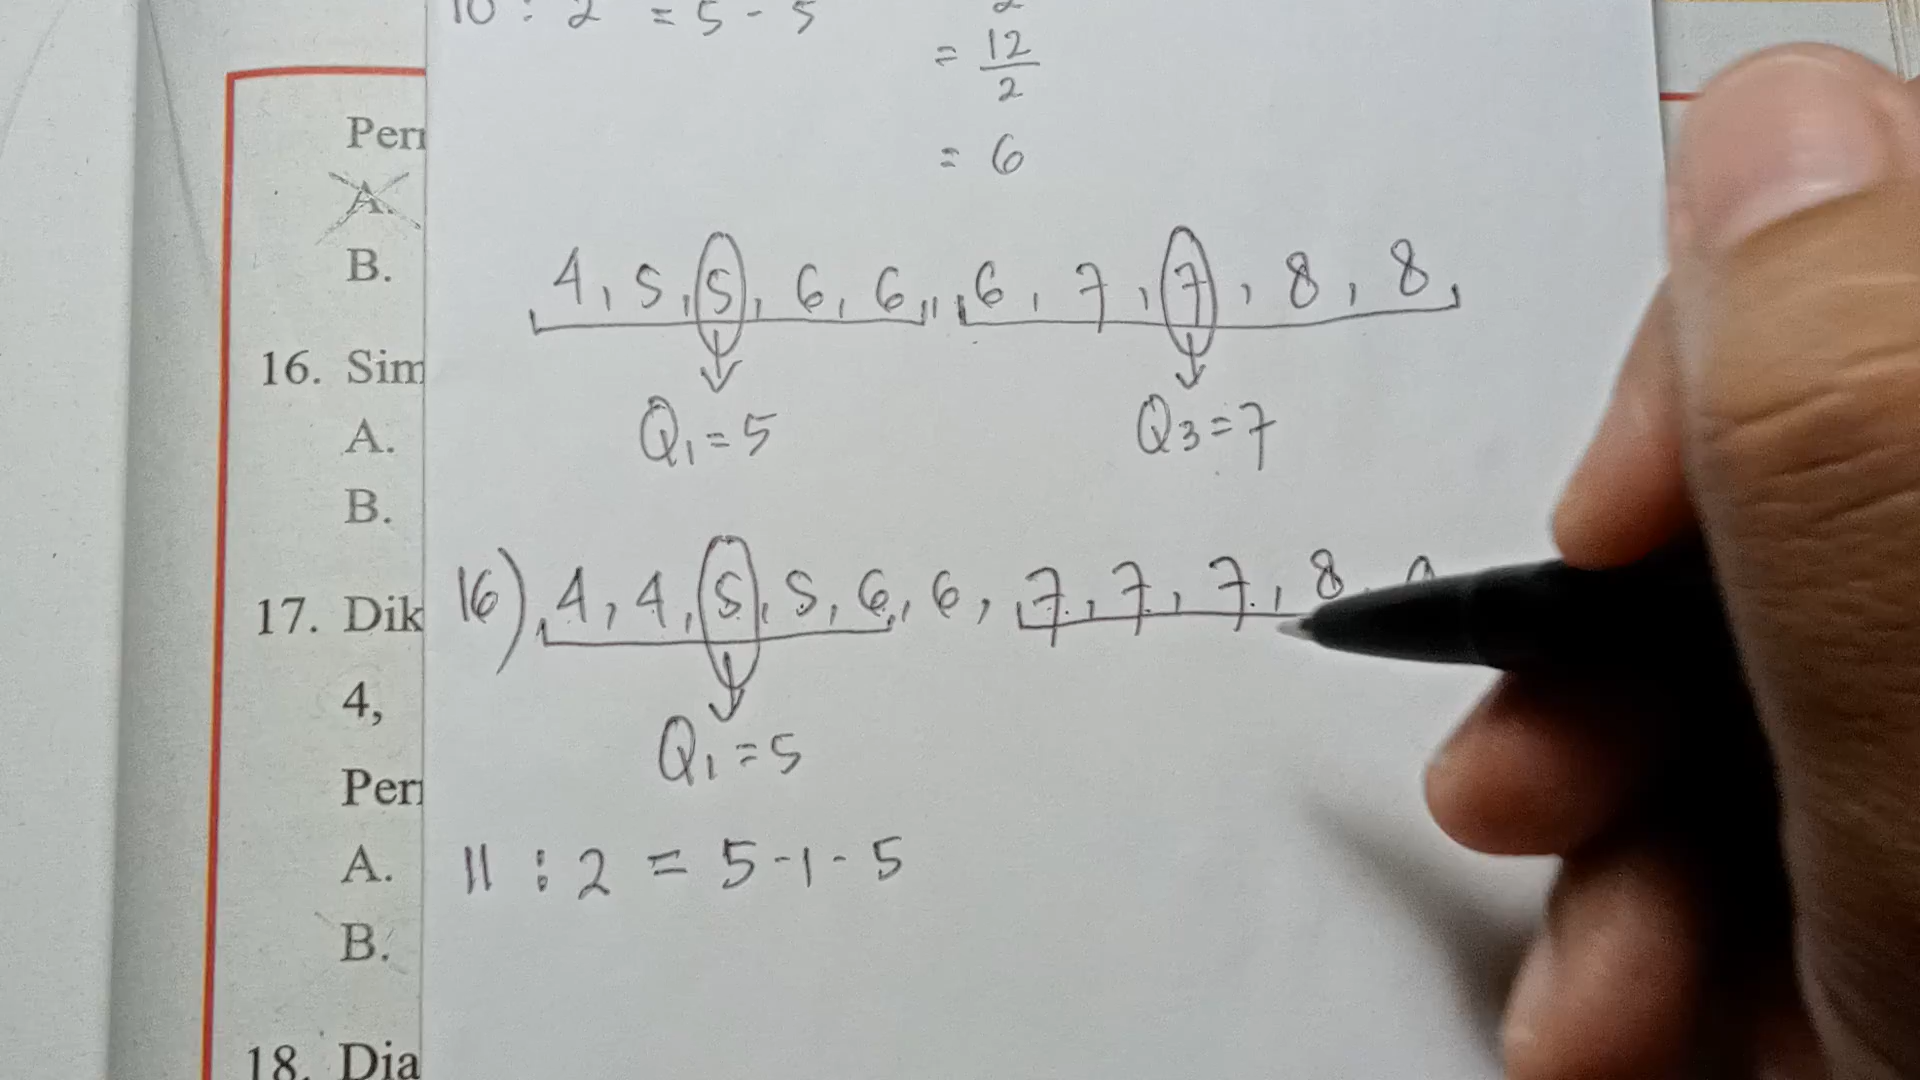 10 : 2 = 5 - 5
= 12
2
= 6
Per
A.
B.
4, 5, 5, 6, 6, 6, 7, 7, 8, 8,
16. Sim
A.
Q1 = 5 Q3 = 7
B.
16) 4, 4, 5, 5, 6, 6, 7, 7, 7, 8,
17. Dik
4,
Q1 = 5
Per
A.
11 : 2 = 5 - 1 - 5
B.
18. Dia